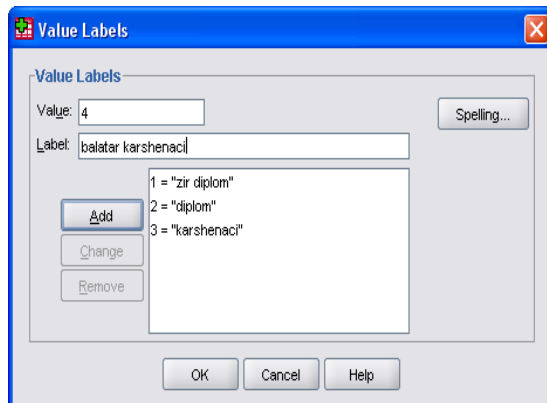 Value Labels
Value Labels
Value: 4
Spelling...
Label: balatar karshenaci
1 = "zir diplom"
Add
2 = "diplom"
3 = "karshenaci"
Change
Remove
OK Cancel Help